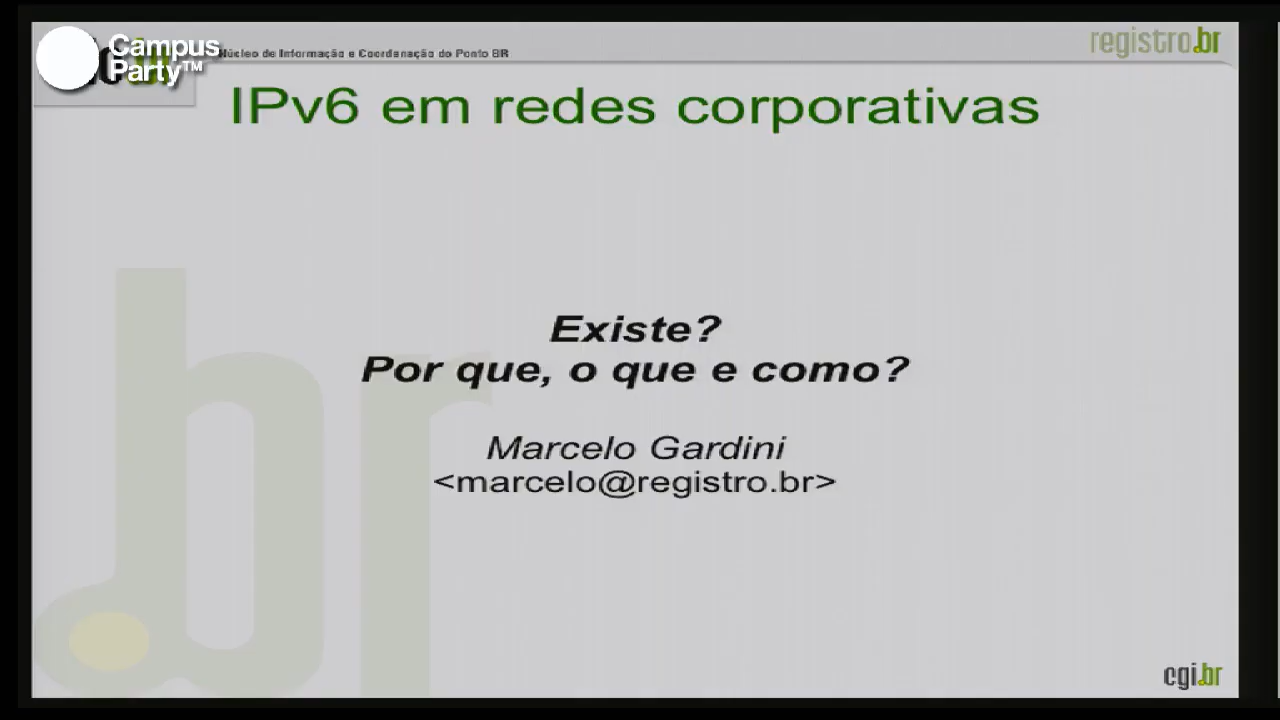 Campus
Party™
Núcleo de Informação e Coordenação do Ponto BR
registro.br
IPv6 em redes corporativas
Existe?
Por que, o que e como?
Marcelo Gardini
<marcelo@registro.br>
.br
cgi.br